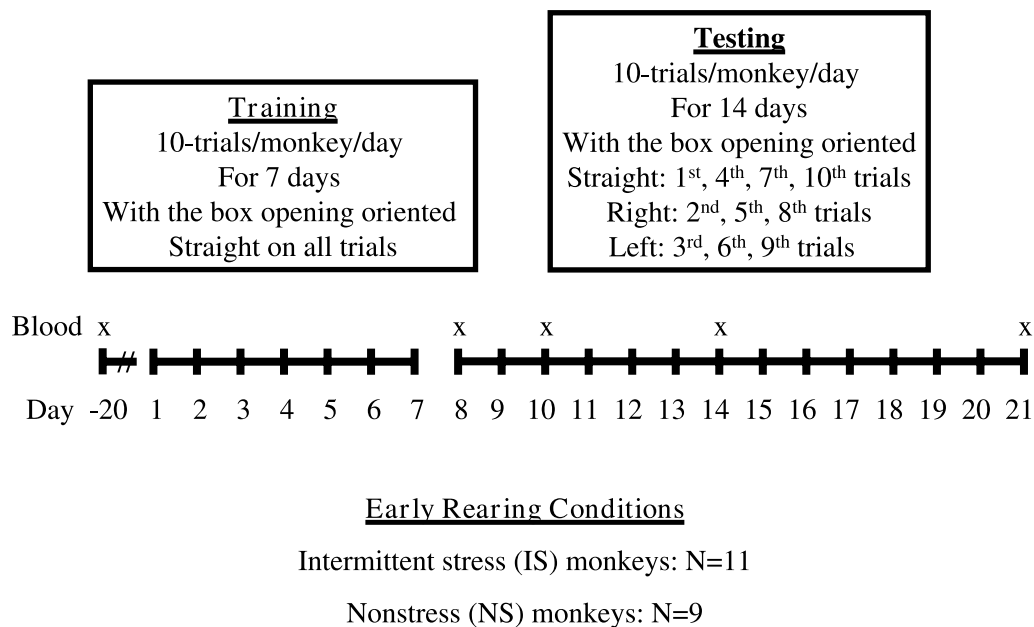 Training
10-trials/monkey/day
For 7 days
With the box opening oriented
Straight on all trials
Testing
10-trials/monkey/day
For 14 days
With the box opening oriented
Straight: 1st, 4th, 7th, 10th trials
Right: 2nd, 5th, 8th trials
Left: 3rd, 6th, 9th trials
Blood x x x x x
Day -20 1 2 3 4 5 6 7 8 9 10 11 12 13 14 15 16 17 18 19 20 21
Early Rearing Conditions
Intermittent stress (IS) monkeys: N=11
Nonstress (NS) monkeys: N=9